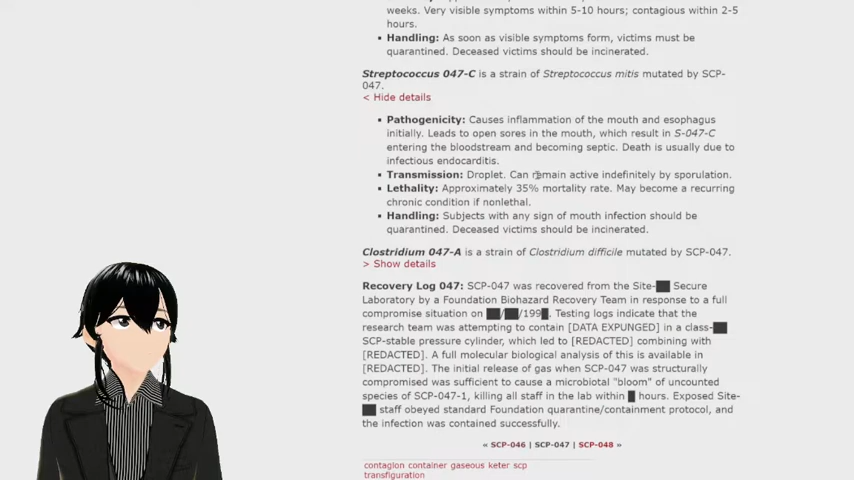 weeks. Very visible symptoms within 5-10 hours; contagious within 2-5
hours.
Handling: As soon as visible symptoms form, victims must be
quarantined. Deceased victims should be incinerated.
Streptococcus 047-C is a strain of Streptococcus mitis mutated by SCP-
047.
< Hide details
Pathogenicity: Causes inflammation of the mouth and esophagus
initially. Leads to open sores in the mouth, which result in S-047-C
entering the bloodstream and becoming septic. Death is usually due to
infectious endocarditis.
Transmission: Droplet. Can remain active indefinitely by sporulation.
Lethality: Approximately 35% mortality rate. May become a recurring
chronic condition if nonlethal.
Handling: Subjects with any sign of mouth infection should be
quarantined. Deceased victims should be incinerated.
Clostridium 047-A is a strain of Clostridium difficile mutated by SCP-047.
> Show details
Recovery Log 047: SCP-047 was recovered from the Site-██ Secure
Laboratory by a Foundation Biohazard Recovery Team in response to a full
compromise situation on ██/██/199█. Testing logs indicate that the
research team was attempting to contain [DATA EXPUNGED] in a class-██
SCP-stable pressure cylinder, which led to [REDACTED] combining with
[REDACTED]. A full molecular biological analysis of this is available in
[REDACTED]. The initial release of gas when SCP-047 was structurally
compromised was sufficient to cause a microbiotal "bloom" of uncounted
species of SCP-047-1, killing all staff in the lab within █ hours. Exposed Site-
██ staff obeyed standard Foundation quarantine/containment protocol, and
the infection was contained successfully.
« SCP-046 | SCP-047 | SCP-048 »
contagion container gaseous keter scp
transfiguration